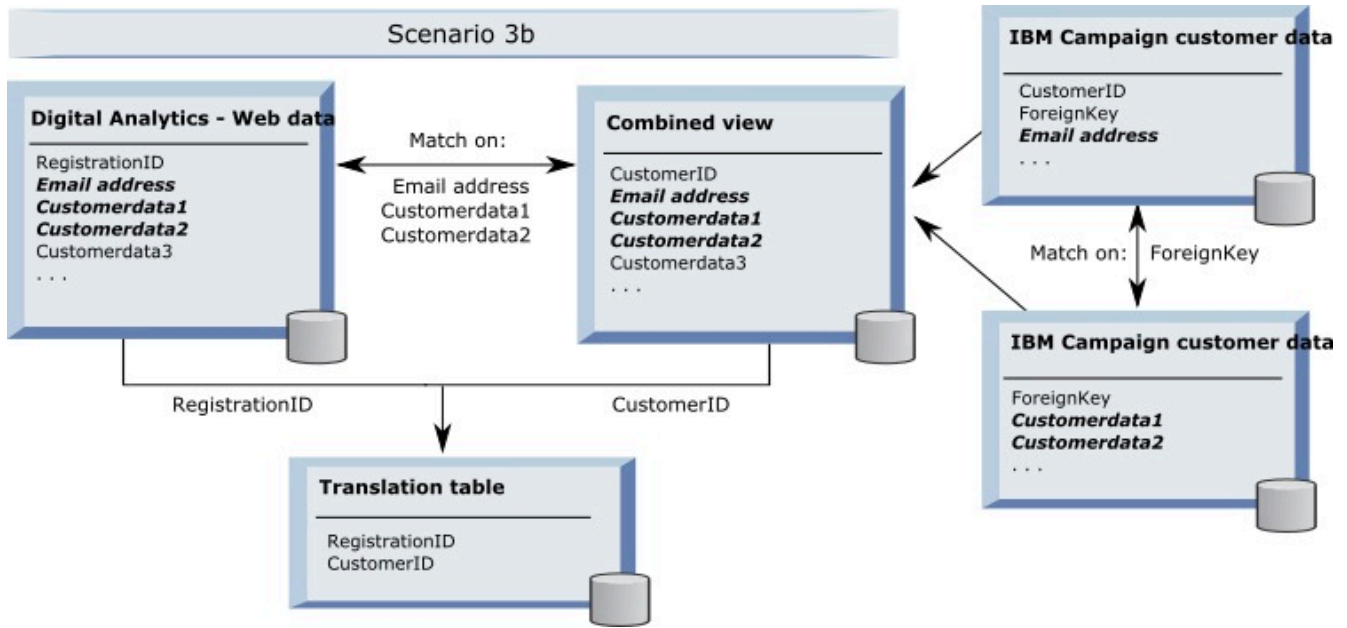 Scenario 3b
Digital Analytics - Web data
RegistrationID
Email address
Customerdata1
Customerdata2
Customerdata3
. . .
Match on:
Email address
Customerdata1
Customerdata2
Combined view
CustomerID
Email address
Customerdata1
Customerdata2
Customerdata3
. . .
IBM Campaign customer data
CustomerID
ForeignKey
Email address
. . .
Match on: ForeignKey
IBM Campaign customer data
ForeignKey
Customerdata1
Customerdata2
. . .
RegistrationID
CustomerID
Translation table
RegistrationID
CustomerID